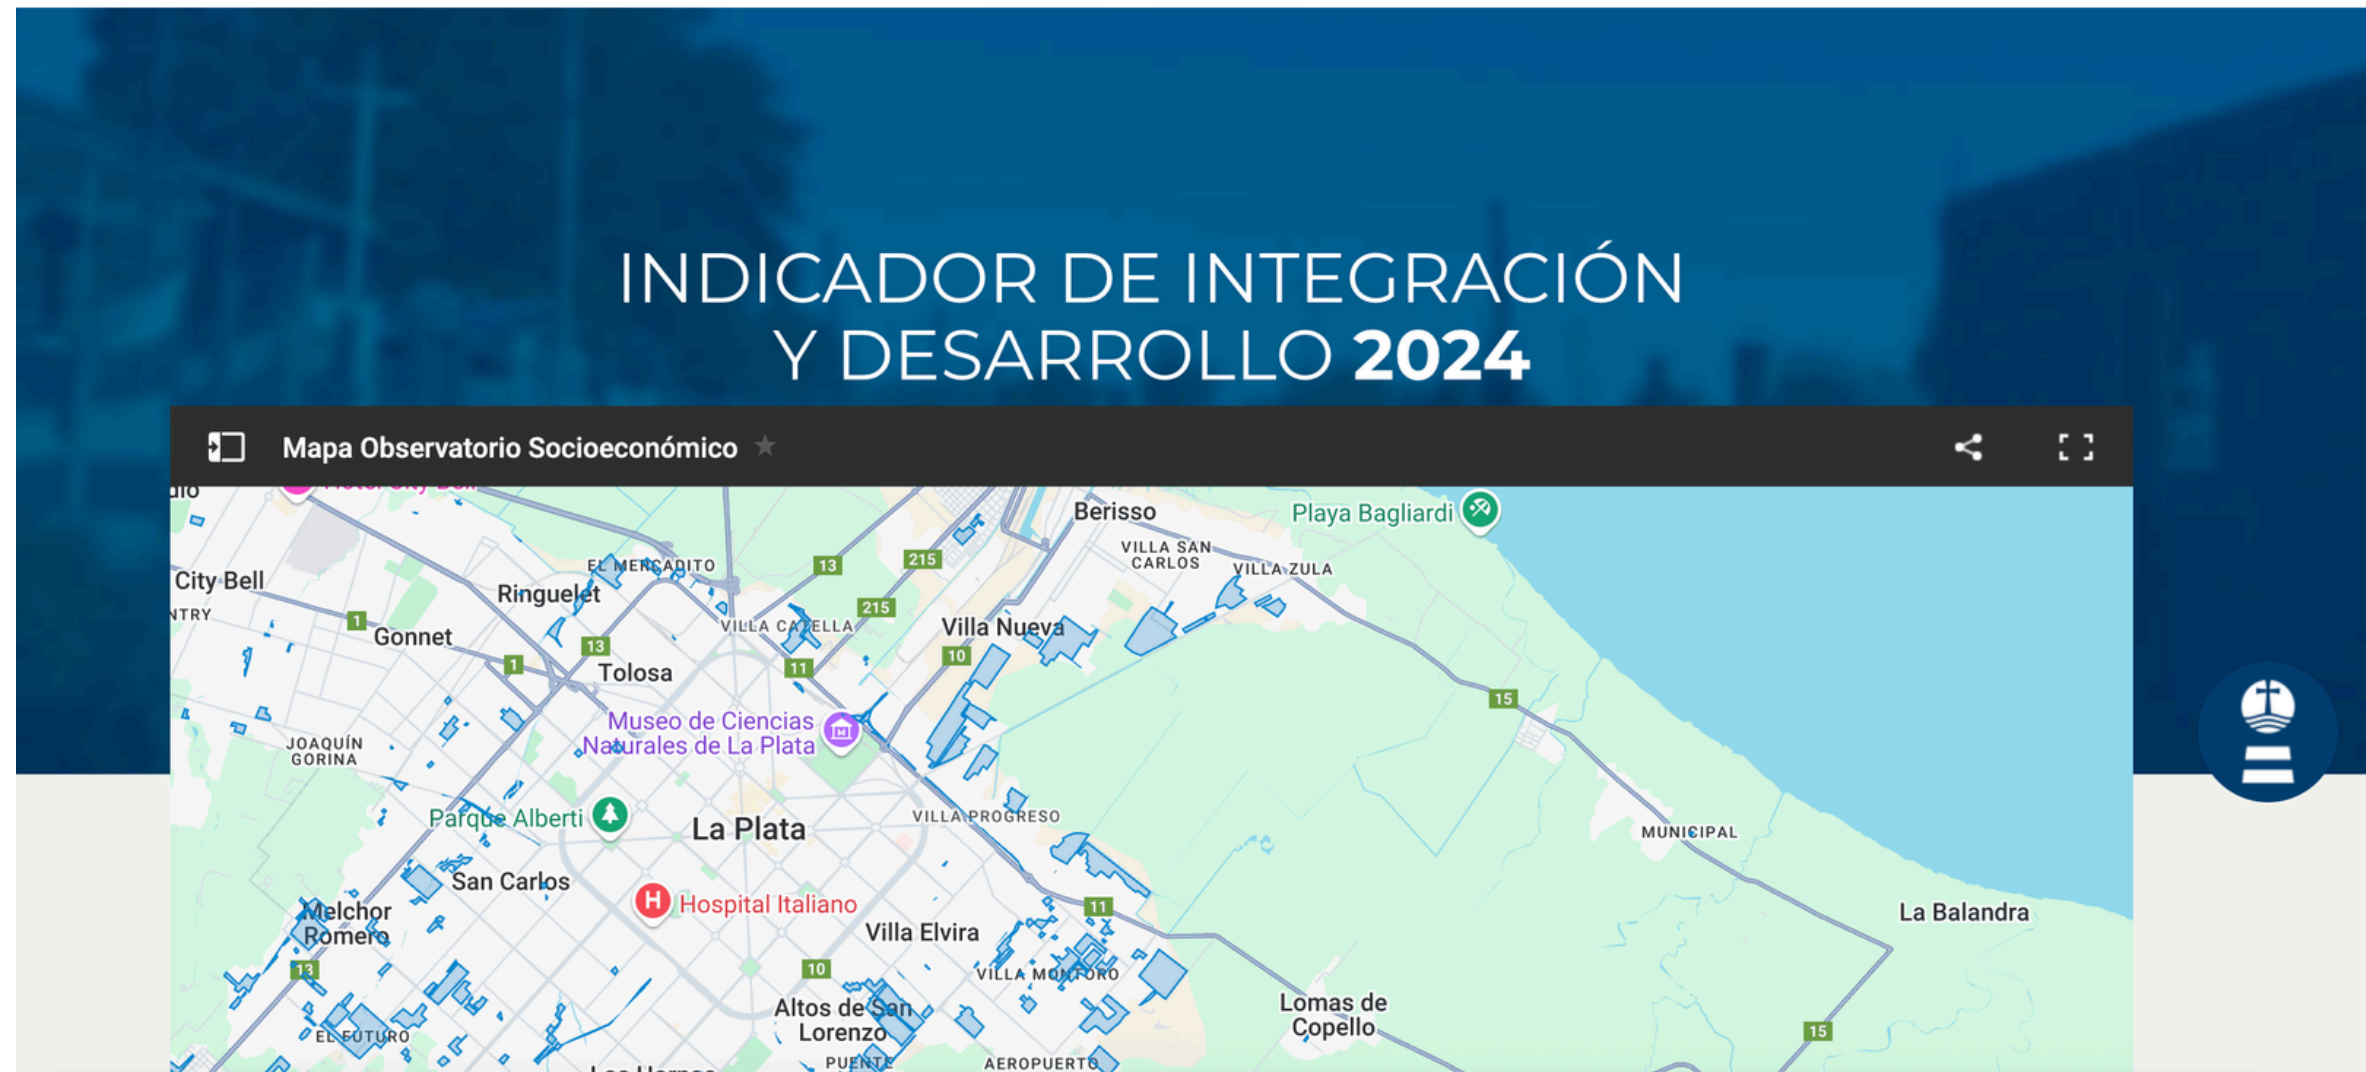 INDICADOR DE INTEGRACIÓN
Y DESARROLLO 2024
Mapa Observatorio Socioeconómico
Hotel City Bell
Berisso
Playa Bagliardi
VILLA SAN
CARLOS
VILLA ZULA
EL MERCADITO
13
215
City Bell
Ringuelet
215
1
Gonnet
VILLA CATELLA
Villa Nueva
13
10
1
Tolosa
11
15
Museo de Ciencias
Naturales de La Plata
JOAQUÍN
GORINA
Parque Alberti
La Plata
VILLA PROGRESO
MUNICIPAL
San Carlos
Hospital Italiano
11
La Balandra
Melchor
Romero
Villa Elvira
13
10
VILLA MONTORO
Altos de San
Lorenzo
Lomas de
Copello
15
EL FUTURO
PUENTE
AEROPUERTO